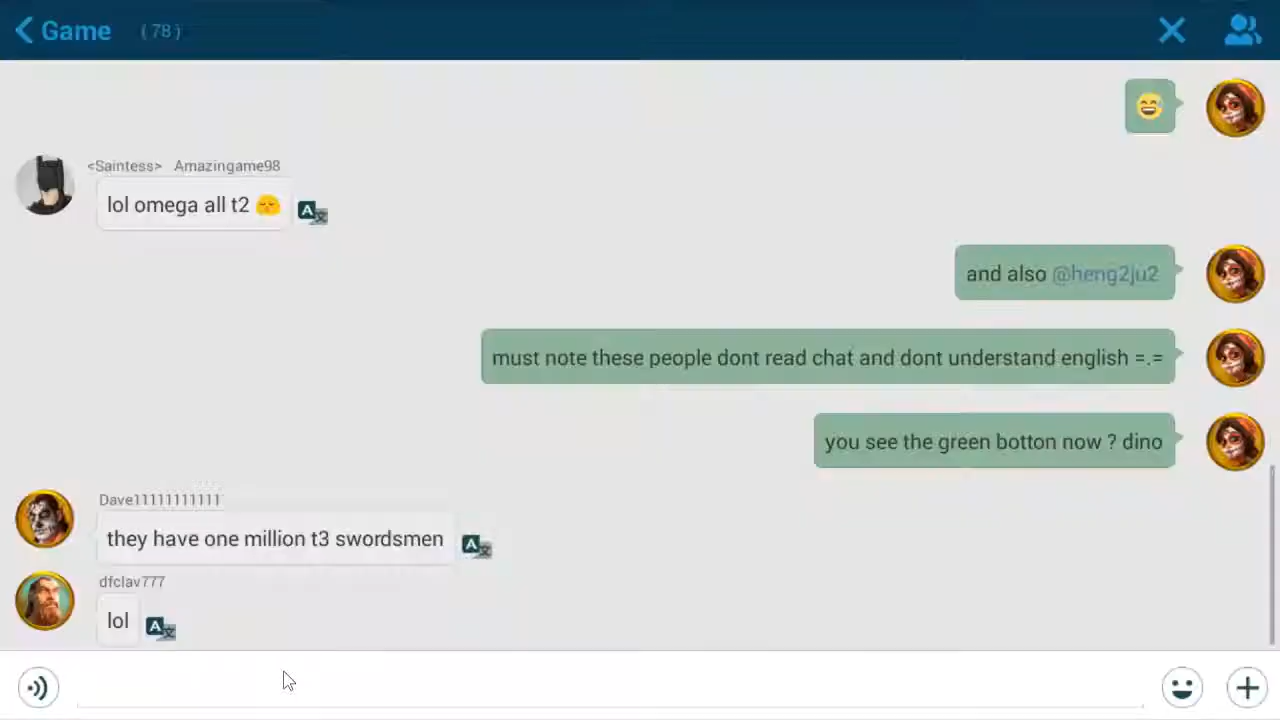 Game (78)
<Saintess> Amazingame98
lol omega all t2 🤗
and also @heng2ju2
must note these people dont read chat and dont understand english =.=
you see the green botton now ? dino
Dave11111111111
they have one million t3 swordsmen
dfclav777
lol